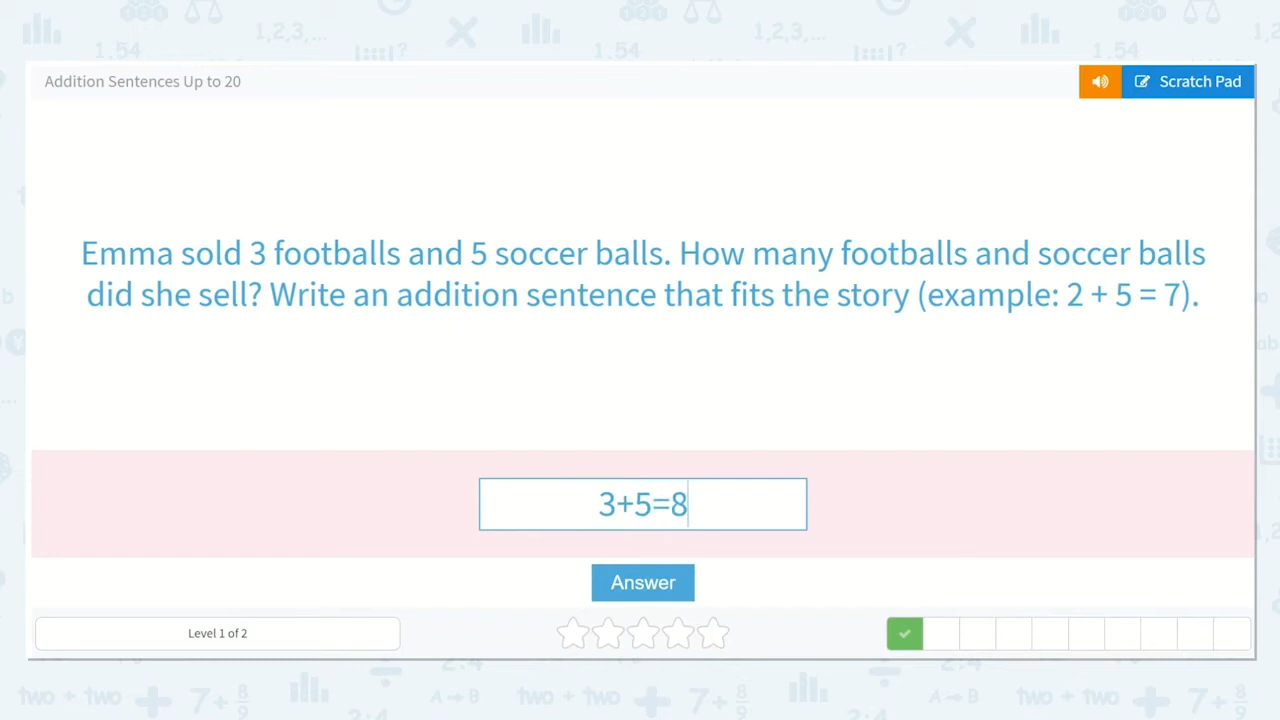 Addition Sentences Up to 20
Scratch Pad
Emma sold 3 footballs and 5 soccer balls. How many footballs and soccer balls
did she sell? Write an addition sentence that fits the story (example: 2 + 5 = 7).
3+5=8
Answer
Level 1 of 2